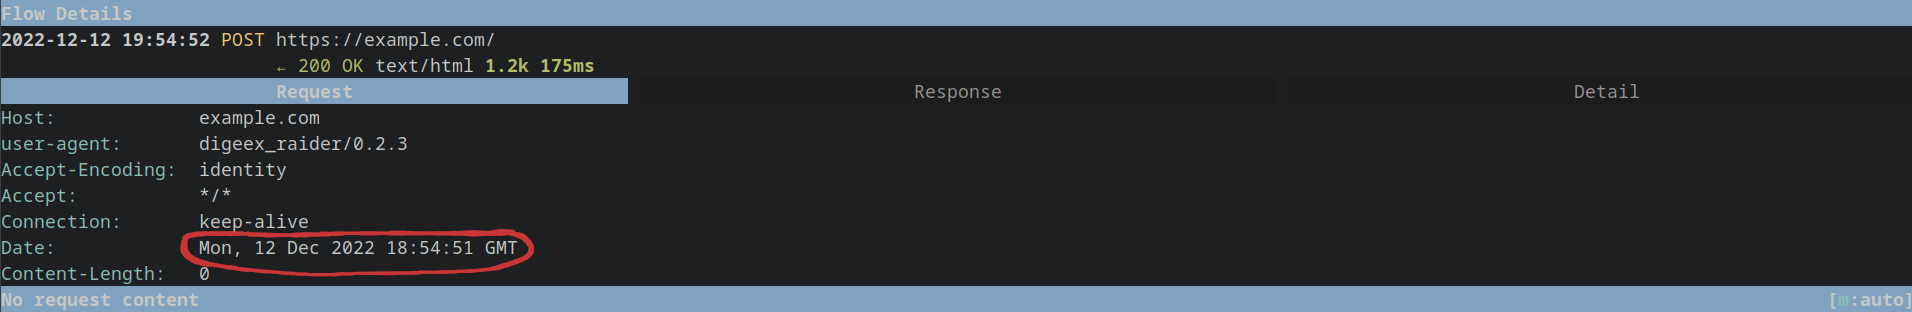 Flow Details
2022-12-12 19:54:52 POST https://example.com/
← 200 OK text/html 1.2k 175ms
Request Response Detail
Host: example.com
user-agent: digeex_raider/0.2.3
Accept-Encoding: identity
Accept: */*
Connection: keep-alive
Date: Mon, 12 Dec 2022 18:54:51 GMT
Content-Length: 0
No request content [m:auto]